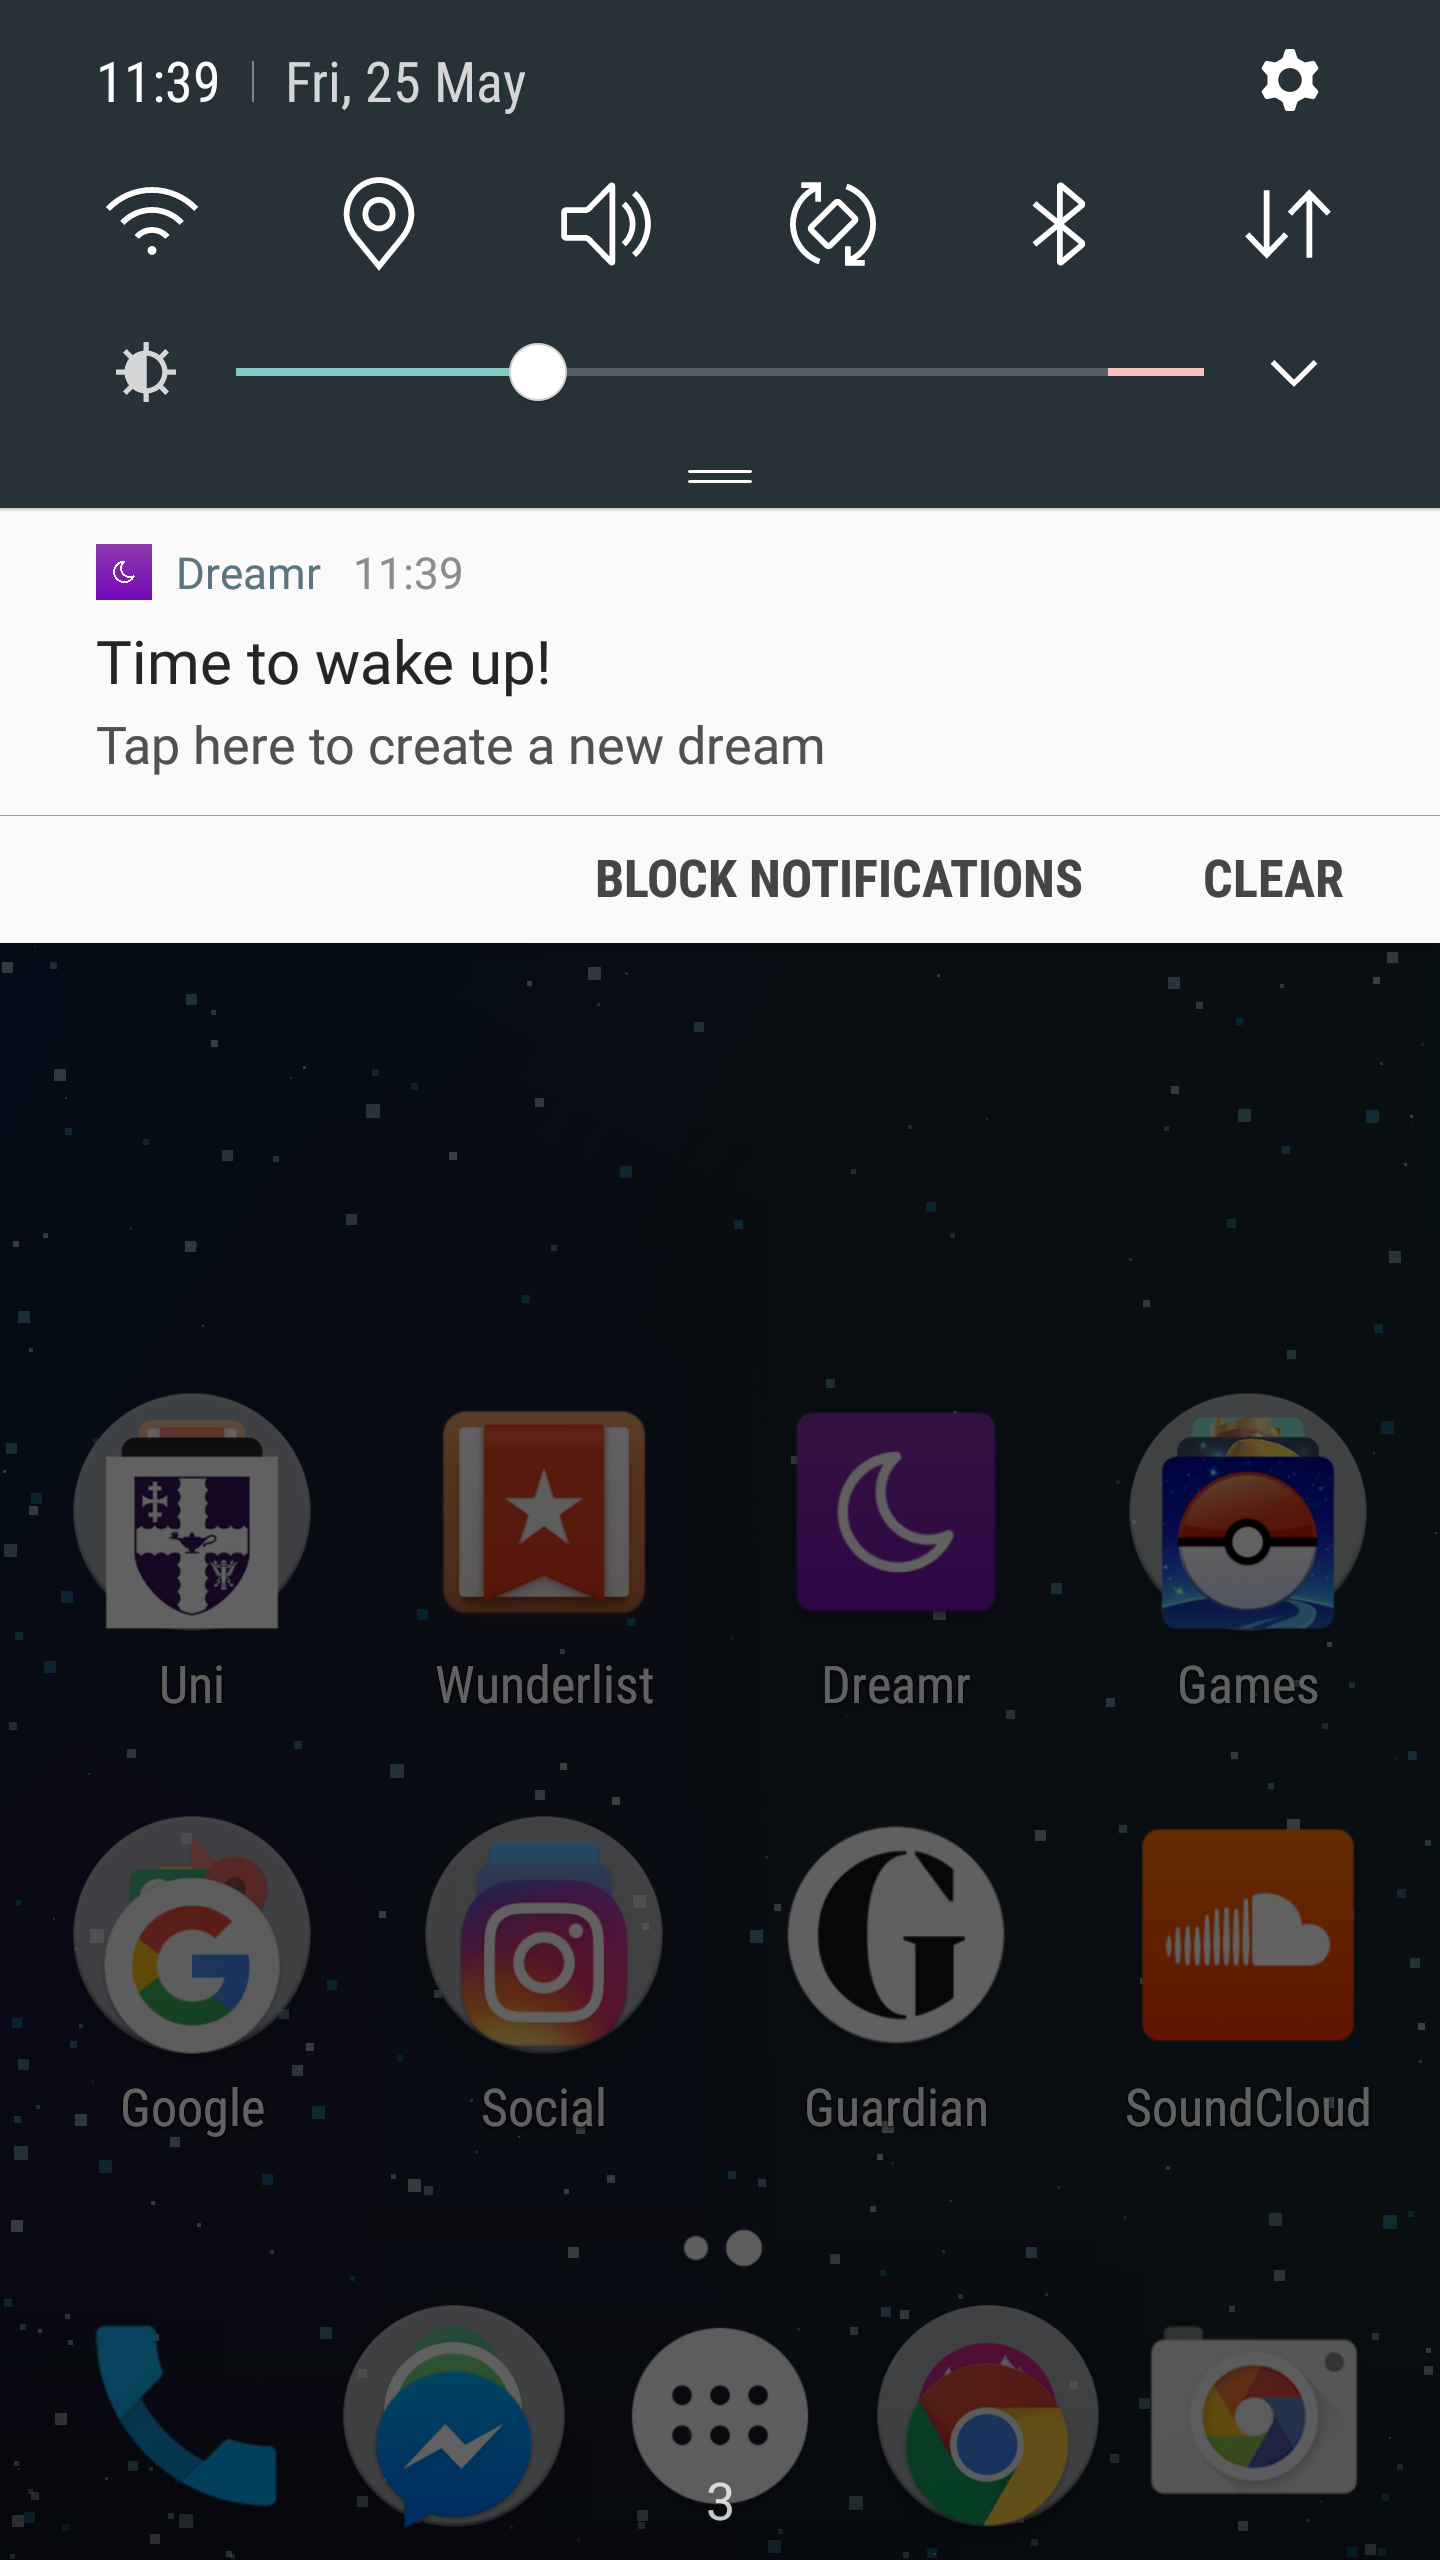 11:39 Fri, 25 May
Dreamr 11:39
Time to wake up!
Tap here to create a new dream
BLOCK NOTIFICATIONS CLEAR
Uni Wunderlist Dreamr Games
Google Social Guardian SoundCloud
3